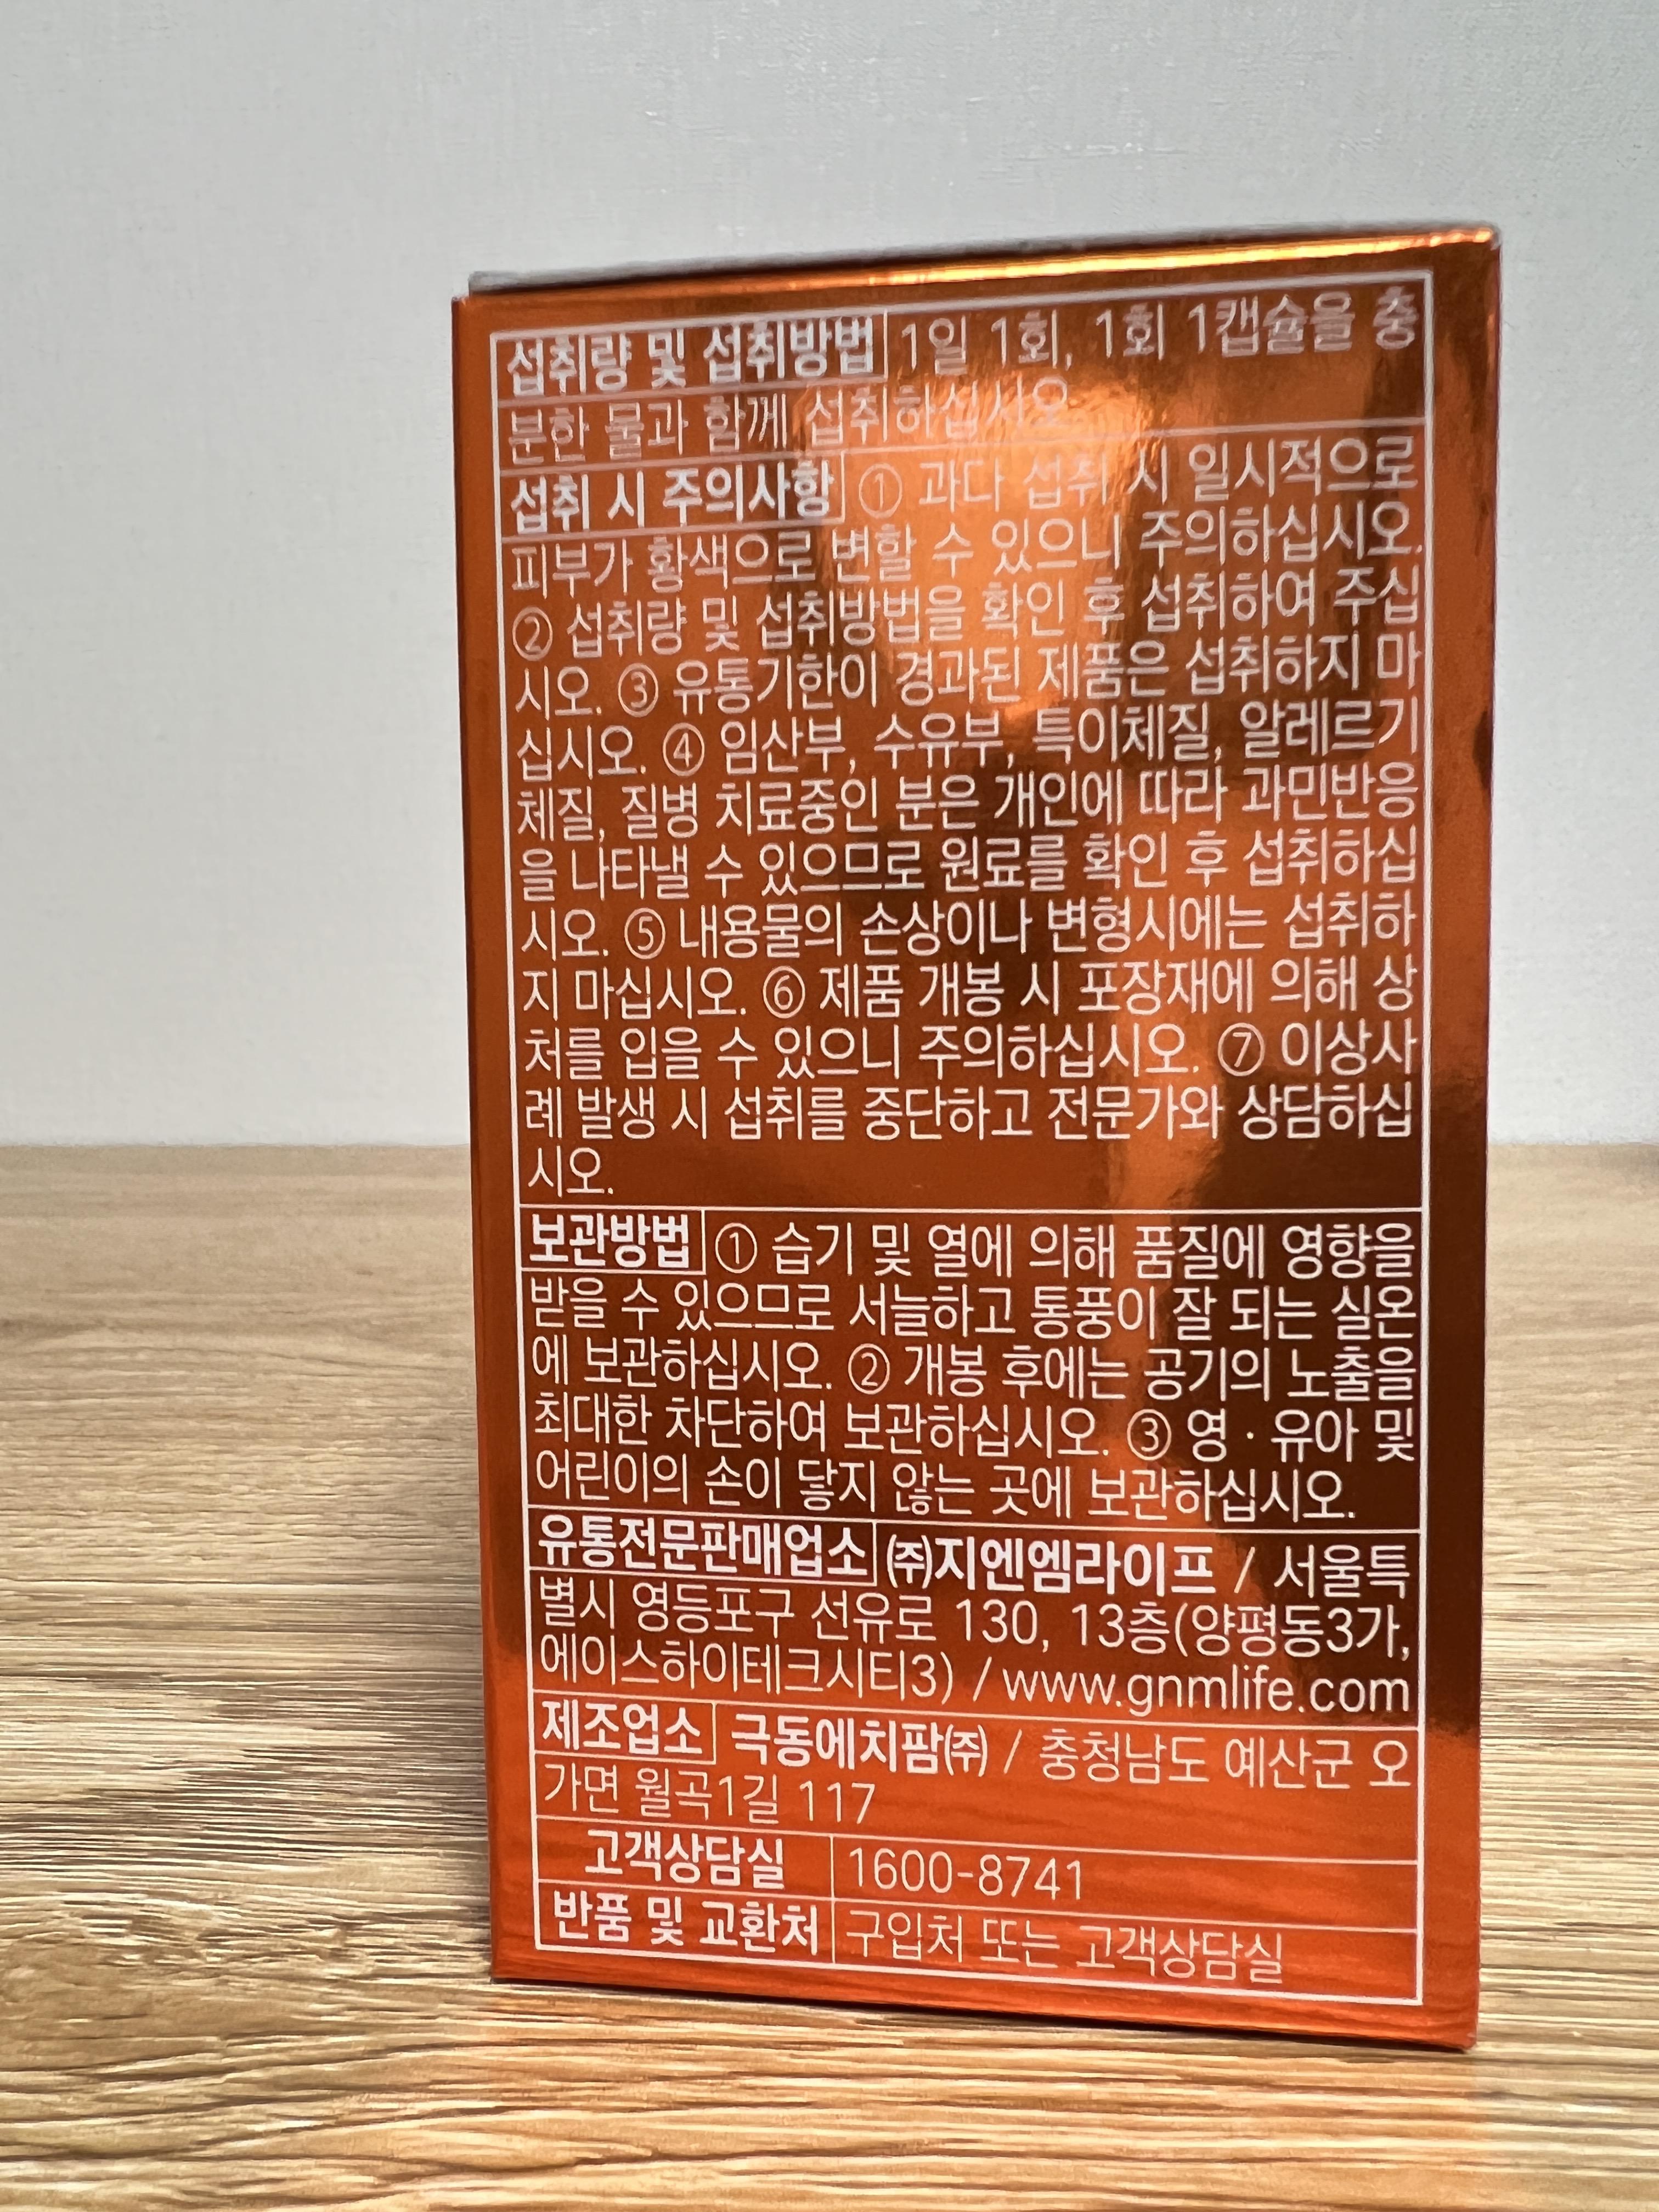 섭취량 및 섭취방법 1일 1회, 1회 1캡슐을 충
분한 물과 함께 섭취하십시오.
섭취 시 주의사항 ① 과다 섭취 시 일시적으로
피부가 황색으로 변할 수 있으니 주의하십시오.
② 섭취량 및 섭취방법을 확인 후 섭취하여 주십
시오. ③ 유통기한이 경과된 제품은 섭취하지 마
십시오. ④ 임산부, 수유부, 특이체질, 알레르기
체질, 질병 치료중인 분은 개인에 따라 과민반응
을 나타낼 수 있으므로 원료를 확인 후 섭취하십
시오. ⑤ 내용물의 손상이나 변형시에는 섭취하
지 마십시오. ⑥ 제품 개봉 시 포장재에 의해 상
처를 입을 수 있으니 주의하십시오. ⑦ 이상사
례 발생 시 섭취를 중단하고 전문가와 상담하십
시오.
보관방법 ① 습기 및 열에 의해 품질에 영향을
받을 수 있으므로 서늘하고 통풍이 잘 되는 실온
에 보관하십시오. ② 개봉 후에는 공기의 노출을
최대한 차단하여 보관하십시오. ③ 영·유아 및
어린이의 손이 닿지 않는 곳에 보관하십시오.
유통전문판매업소 ㈜지엔엠라이프 / 서울특
별시 영등포구 선유로 130, 13층(양평동3가,
에이스하이테크시티3) / www.gnmlife.com
제조업소 극동에치팜㈜ / 충청남도 예산군 오
가면 월곡1길 117
고객상담실 1600-8741
반품 및 교환처 구입처 또는 고객상담실